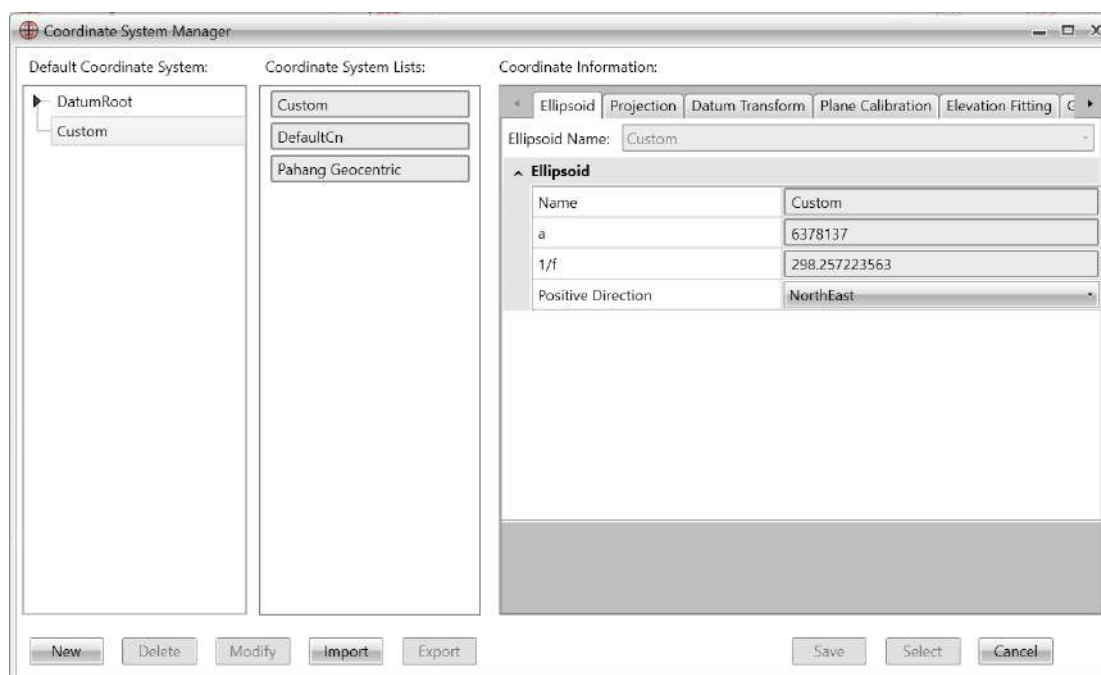 Coordinate System Manager
Default Coordinate System:
DatumRoot
Custom
Coordinate System Lists:
Custom
DefaultCn
Pahang Geocentric
Coordinate Information:
Ellipsoid Projection Datum Transform Plane Calibration Elevation Fitting
Ellipsoid Name: Custom
Ellipsoid
Name Custom
a 6378137
1/f 298.257223563
Positive Direction NorthEast
New Delete Modify Import Export Save Select Cancel